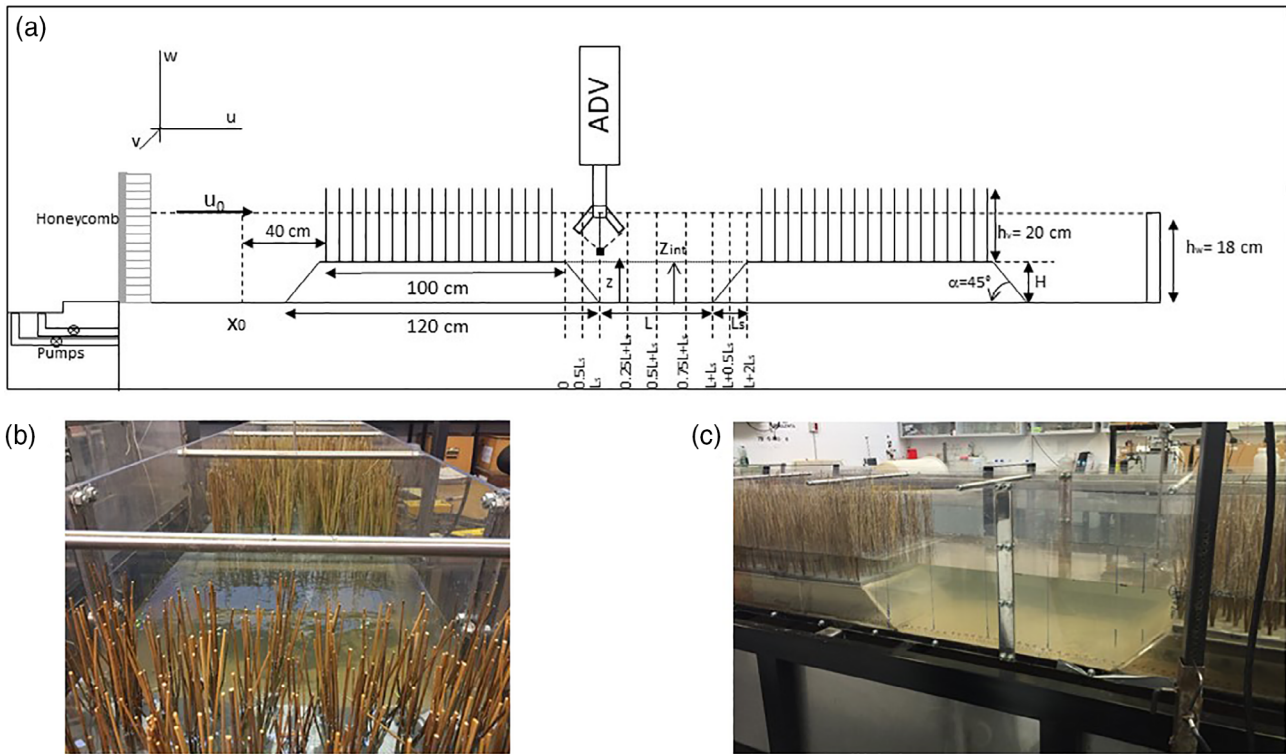 (a)
w
u
v
ADV
Honeycomb
u₀
40 cm
hᵥ= 20 cm
h_w= 18 cm
Zint
z
α=45°
H
100 cm
120 cm
L
Ls
X0
Pumps
0
0.5Ls
Ls
0.25L+Ls
0.5L+Ls
0.75L+Ls
L+Ls
L+0.5Ls
L+2Ls
(b)
(c)